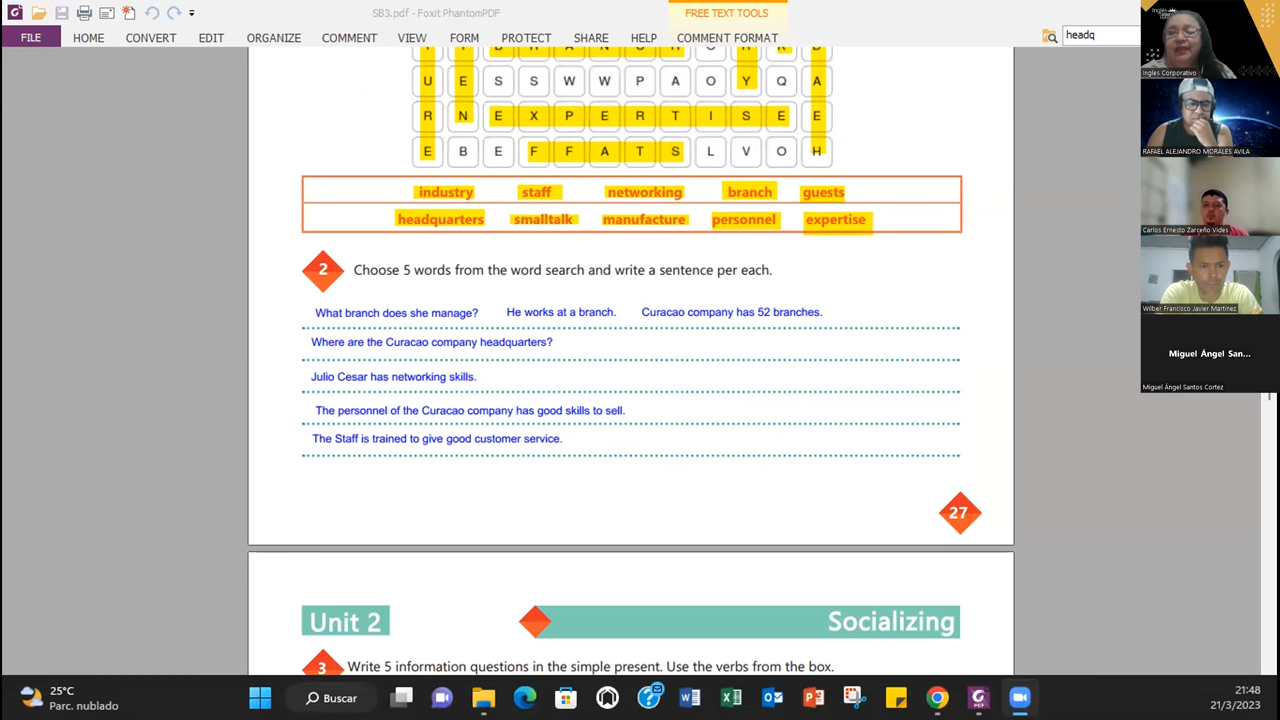 SB3.pdf - Foxit PhantomPDF
FREE TEXT TOOLS
FILE HOME CONVERT EDIT ORGANIZE COMMENT VIEW FORM PROTECT SHARE HELP COMMENT FORMAT
headq
U E S S W W P A O Y Q A
R N E X P E R T I S E E
E B E F F A T S L V O H
industry staff networking branch guests
headquarters smalltalk manufacture personnel expertise
2 Choose 5 words from the word search and write a sentence per each.
What branch does she manage? He works at a branch. Curacao company has 52 branches.
Where are the Curacao company headquarters?
Julio Cesar has networking skills.
The personnel of the Curacao company has good skills to sell.
The Staff is trained to give good customer service.
27
Unit 2 Socializing
3 Write 5 information questions in the simple present. Use the verbs from the box.
Ingles Corporativo
RAFAEL ALEJANDRO MORALES AVILA
Carlos Ernesto Zarceño Vides
Wilber Francisco Javier Martínez
Miguel Ángel San...
Miguel Ángel Santos Cortez
25°C
Parc. nublado
Buscar
21:48
21/3/2023